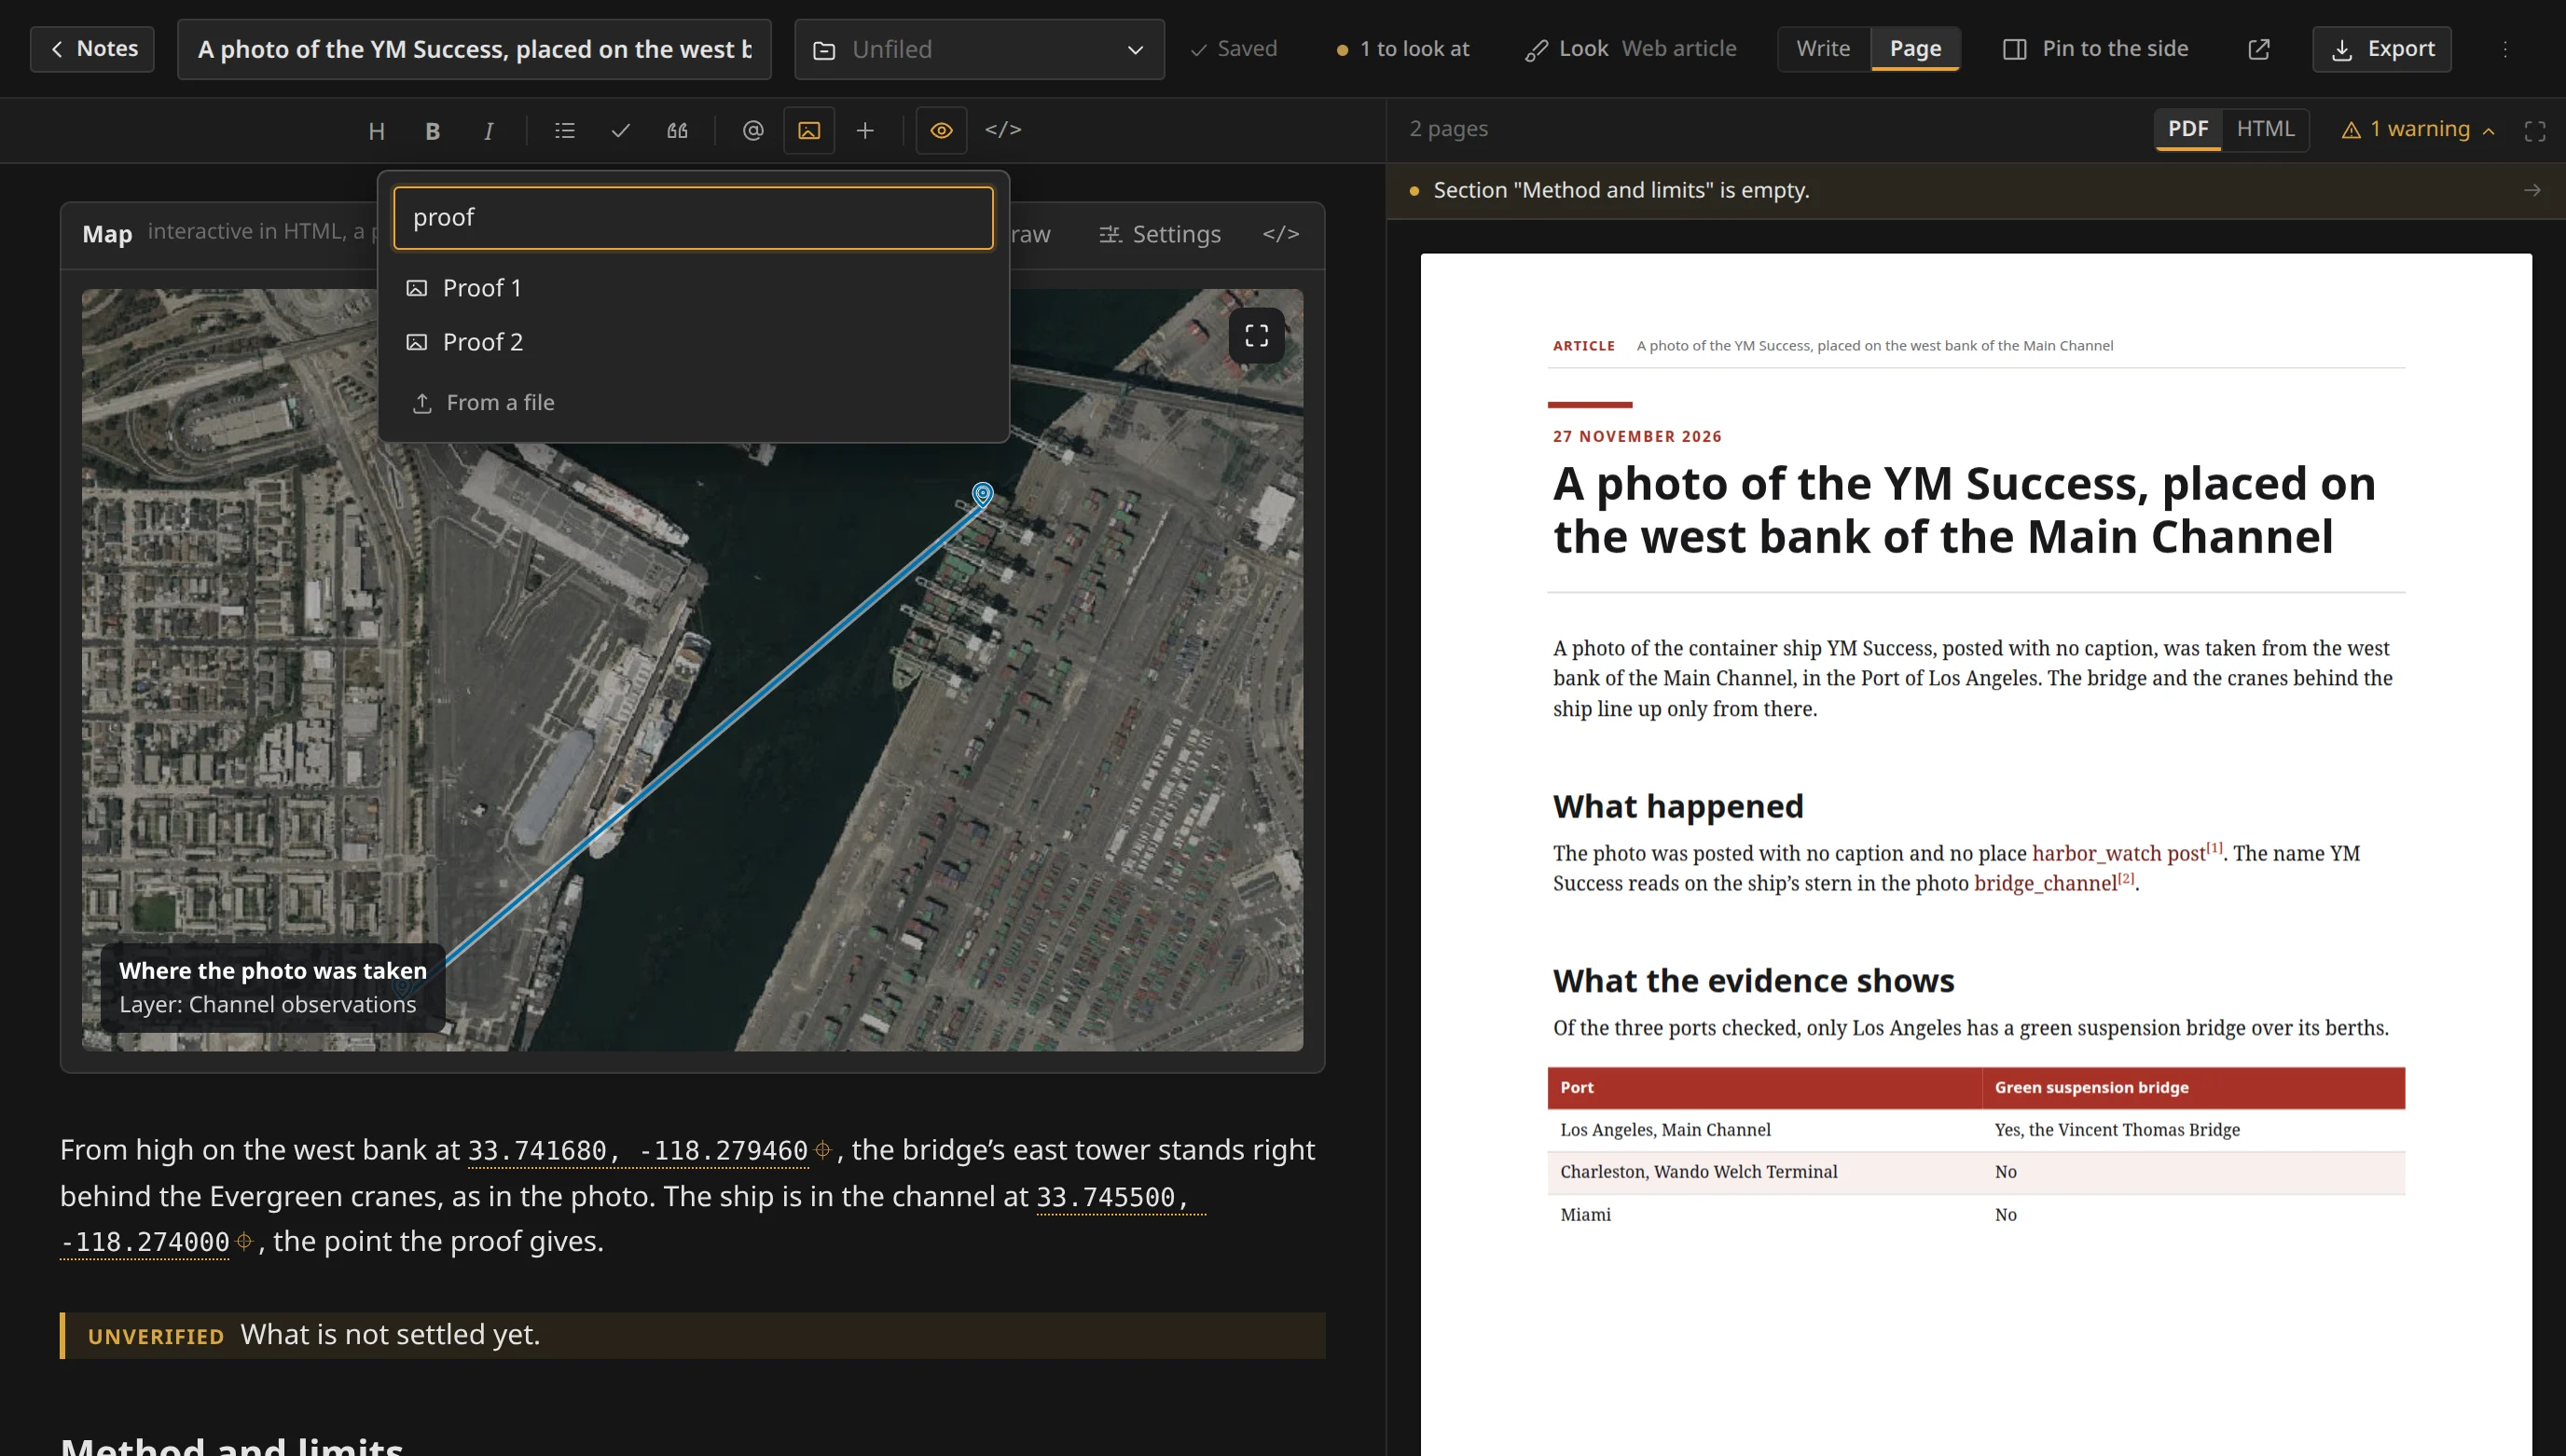 Notes
A photo of the YM Success, placed on the west b
Unfiled
Saved
1 to look at
Look Web article
Write
Page
Pin to the side
Export
H B I @ + </>
2 pages
PDF
HTML
1 warning
Section "Method and limits" is empty.
Map interactive in HTML, a
raw
Settings
</>
proof
Proof 1
Proof 2
From a file
Where the photo was taken
Layer: Channel observations
From high on the west bank at 33.741680, -118.279460, the bridge’s east tower stands right
behind the Evergreen cranes, as in the photo. The ship is in the channel at 33.745500,
-118.274000, the point the proof gives.
UNVERIFIED What is not settled yet.
Method and limits
ARTICLE A photo of the YM Success, placed on the west bank of the Main Channel
27 NOVEMBER 2026
A photo of the YM Success, placed on
the west bank of the Main Channel
A photo of the container ship YM Success, posted with no caption, was taken from the west
bank of the Main Channel, in the Port of Los Angeles. The bridge and the cranes behind the
ship line up only from there.
What happened
The photo was posted with no caption and no place harbor_watch post[1]. The name YM
Success reads on the ship’s stern in the photo bridge_channel[2].
What the evidence shows
Of the three ports checked, only Los Angeles has a green suspension bridge over its berths.
Port Green suspension bridge
Los Angeles, Main Channel Yes, the Vincent Thomas Bridge
Charleston, Wando Welch Terminal No
Miami No